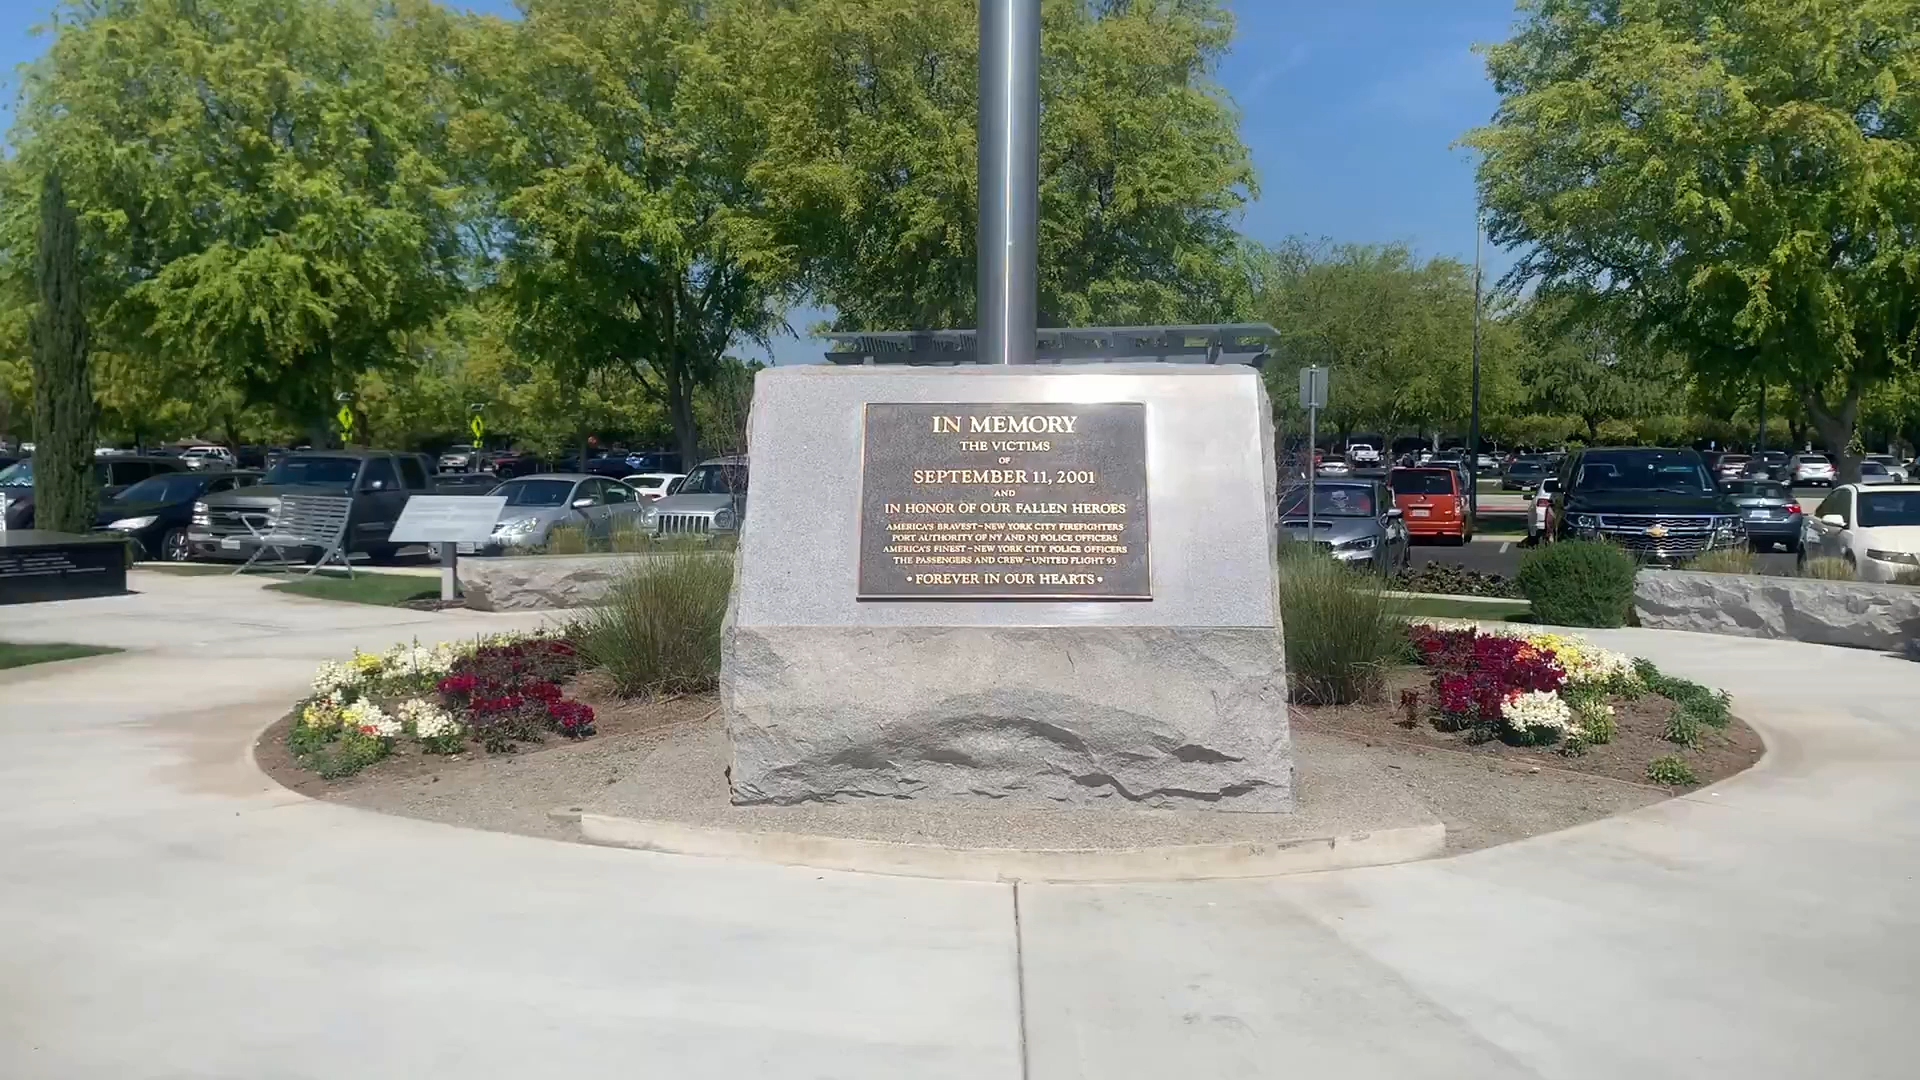 IN MEMORY
THE VICTIMS
OF
SEPTEMBER 11, 2001
AND
IN HONOR OF OUR FALLEN HEROES
AMERICA'S BRAVEST—NEW YORK CITY FIREFIGHTERS
PORT AUTHORITY OF NY AND NJ POLICE OFFICERS
AMERICA'S FINEST—NEW YORK CITY POLICE OFFICERS
THE PASSENGERS AND CREW—UNITED FLIGHT 93
• FOREVER IN OUR HEARTS •